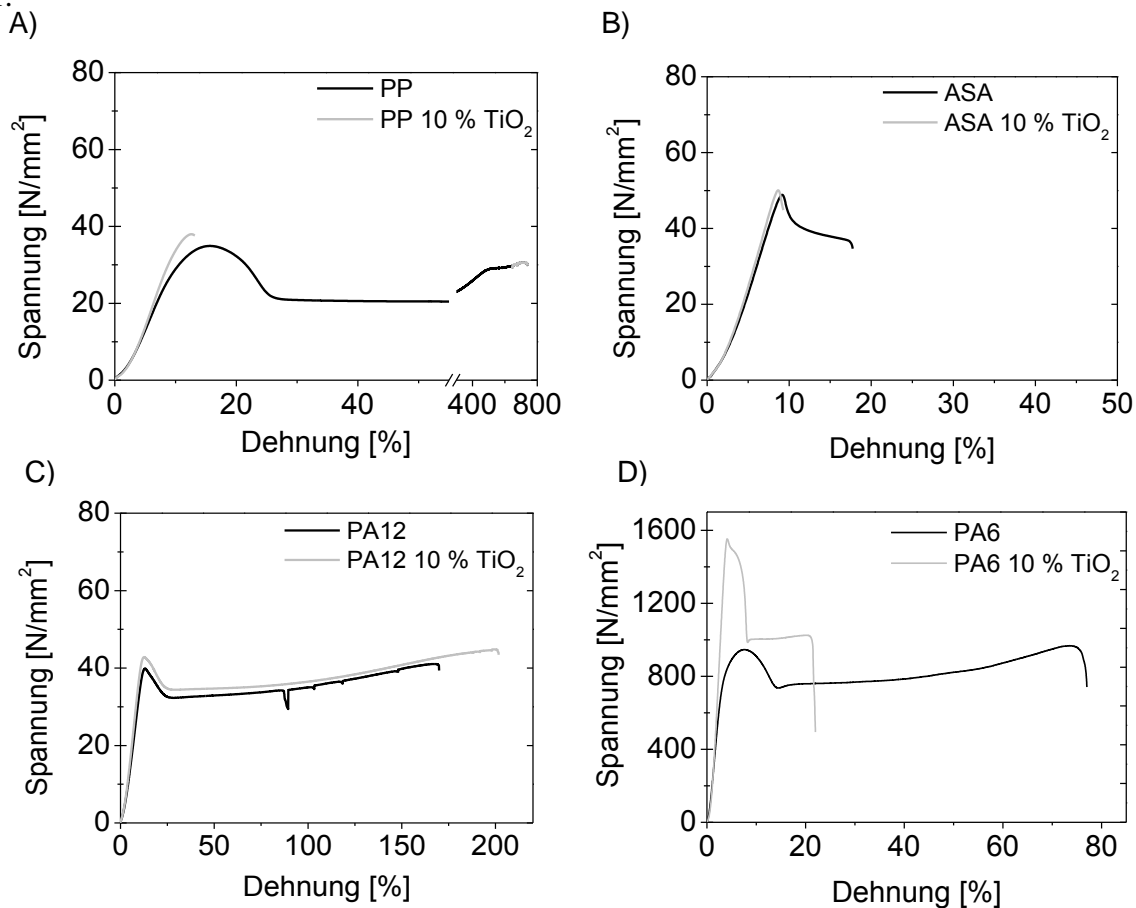 A)
80
60
40
20
0
Spannung [N/mm²]
PP
PP 10 % TiO₂
0 20 40 400 800
Dehnung [%]
B)
80
60
40
20
0
Spannung [N/mm²]
ASA
ASA 10 % TiO₂
0 10 20 30 40 50
Dehnung [%]
C)
80
60
40
20
0
Spannung [N/mm²]
PA12
PA12 10 % TiO₂
0 50 100 150 200
Dehnung [%]
D)
1600
1200
800
400
0
Spannung [N/mm²]
PA6
PA6 10 % TiO₂
0 20 40 60 80
Dehnung [%]